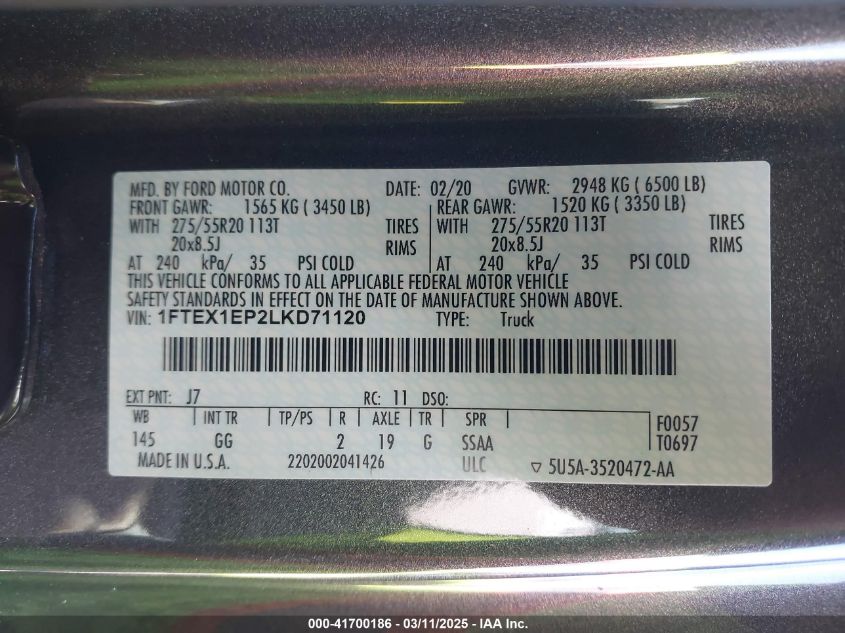 MFD. BY FORD MOTOR CO. DATE: 02/20 GVWR: 2948 KG ( 6500 LB)
FRONT GAWR: 1565 KG ( 3450 LB) REAR GAWR: 1520 KG ( 3350 LB)
WITH 275/55R20 113T TIRES WITH 275/55R20 113T TIRES
20x8.5J RIMS 20x8.5J RIMS
AT 240 kPa/ 35 PSI COLD AT 240 kPa/ 35 PSI COLD
THIS VEHICLE CONFORMS TO ALL APPLICABLE FEDERAL MOTOR VEHICLE
SAFETY STANDARDS IN EFFECT ON THE DATE OF MANUFACTURE SHOWN ABOVE.
VIN: 1FTEX1EP2LKD71120 TYPE: Truck
EXT PNT: J7 RC: 11 DSO:
WB INT TR TP/PS R AXLE TR SPR F0057
145 GG 2 19 G SSAA T0697
MADE IN U.S.A. 2202002041426 ULC ▽ 5U5A-3520472-AA
000-41700186 - 03/11/2025 - IAA Inc.